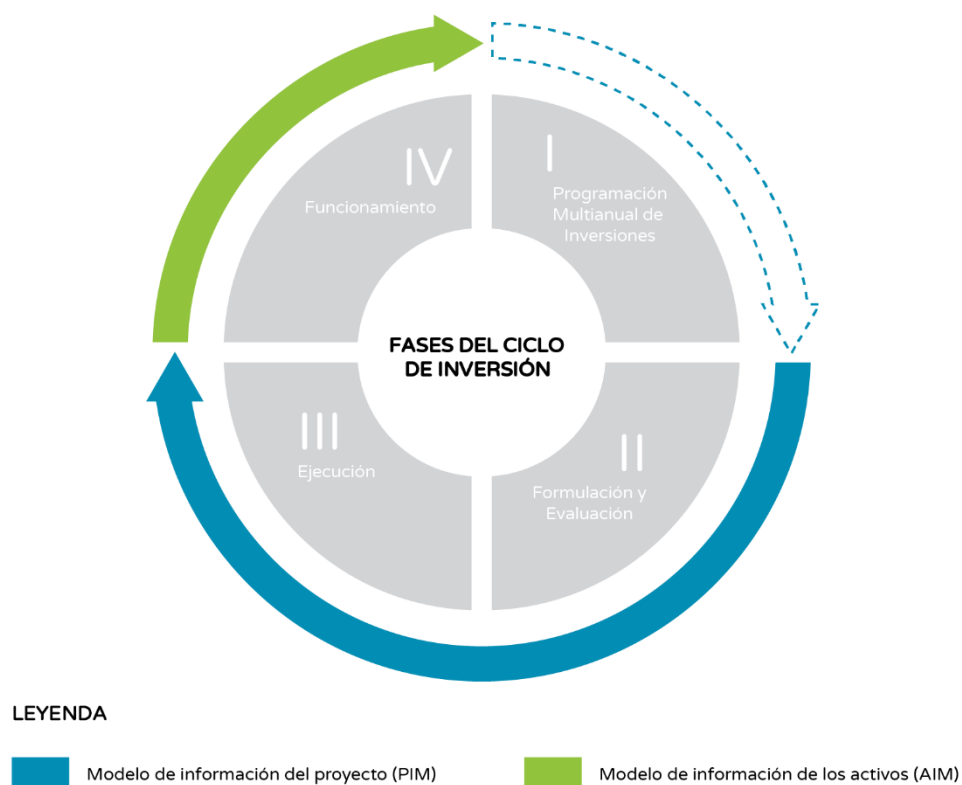 IV
Funcionamiento
I
Programación
Multianual de
Inversiones
FASES DEL CICLO
DE INVERSIÓN
III
Ejecución
II
Formulación y
Evaluación
LEYENDA
Modelo de información del proyecto (PIM)
Modelo de información de los activos (AIM)